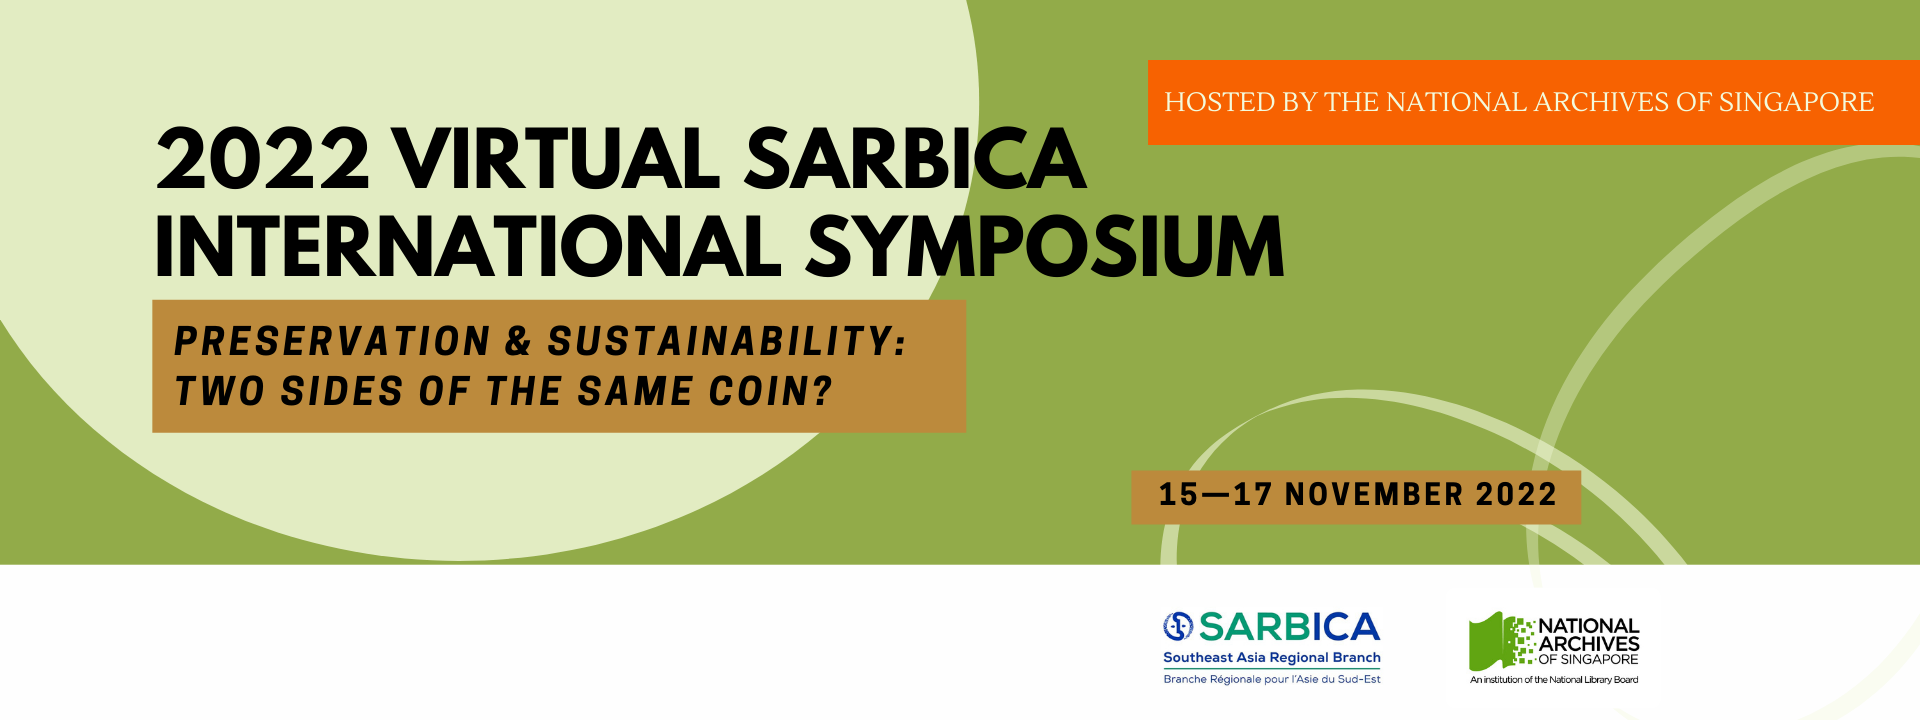 HOSTED BY THE NATIONAL ARCHIVES OF SINGAPORE
2022 VIRTUAL SARBICA
INTERNATIONAL SYMPOSIUM
PRESERVATION & SUSTAINABILITY:
TWO SIDES OF THE SAME COIN?
15—17 NOVEMBER 2022
SARBICA
Southeast Asia Regional Branch
Branche Régionale pour l'Asie du Sud-Est
NATIONAL
ARCHIVES
OF SINGAPORE
An institution of the National Library Board